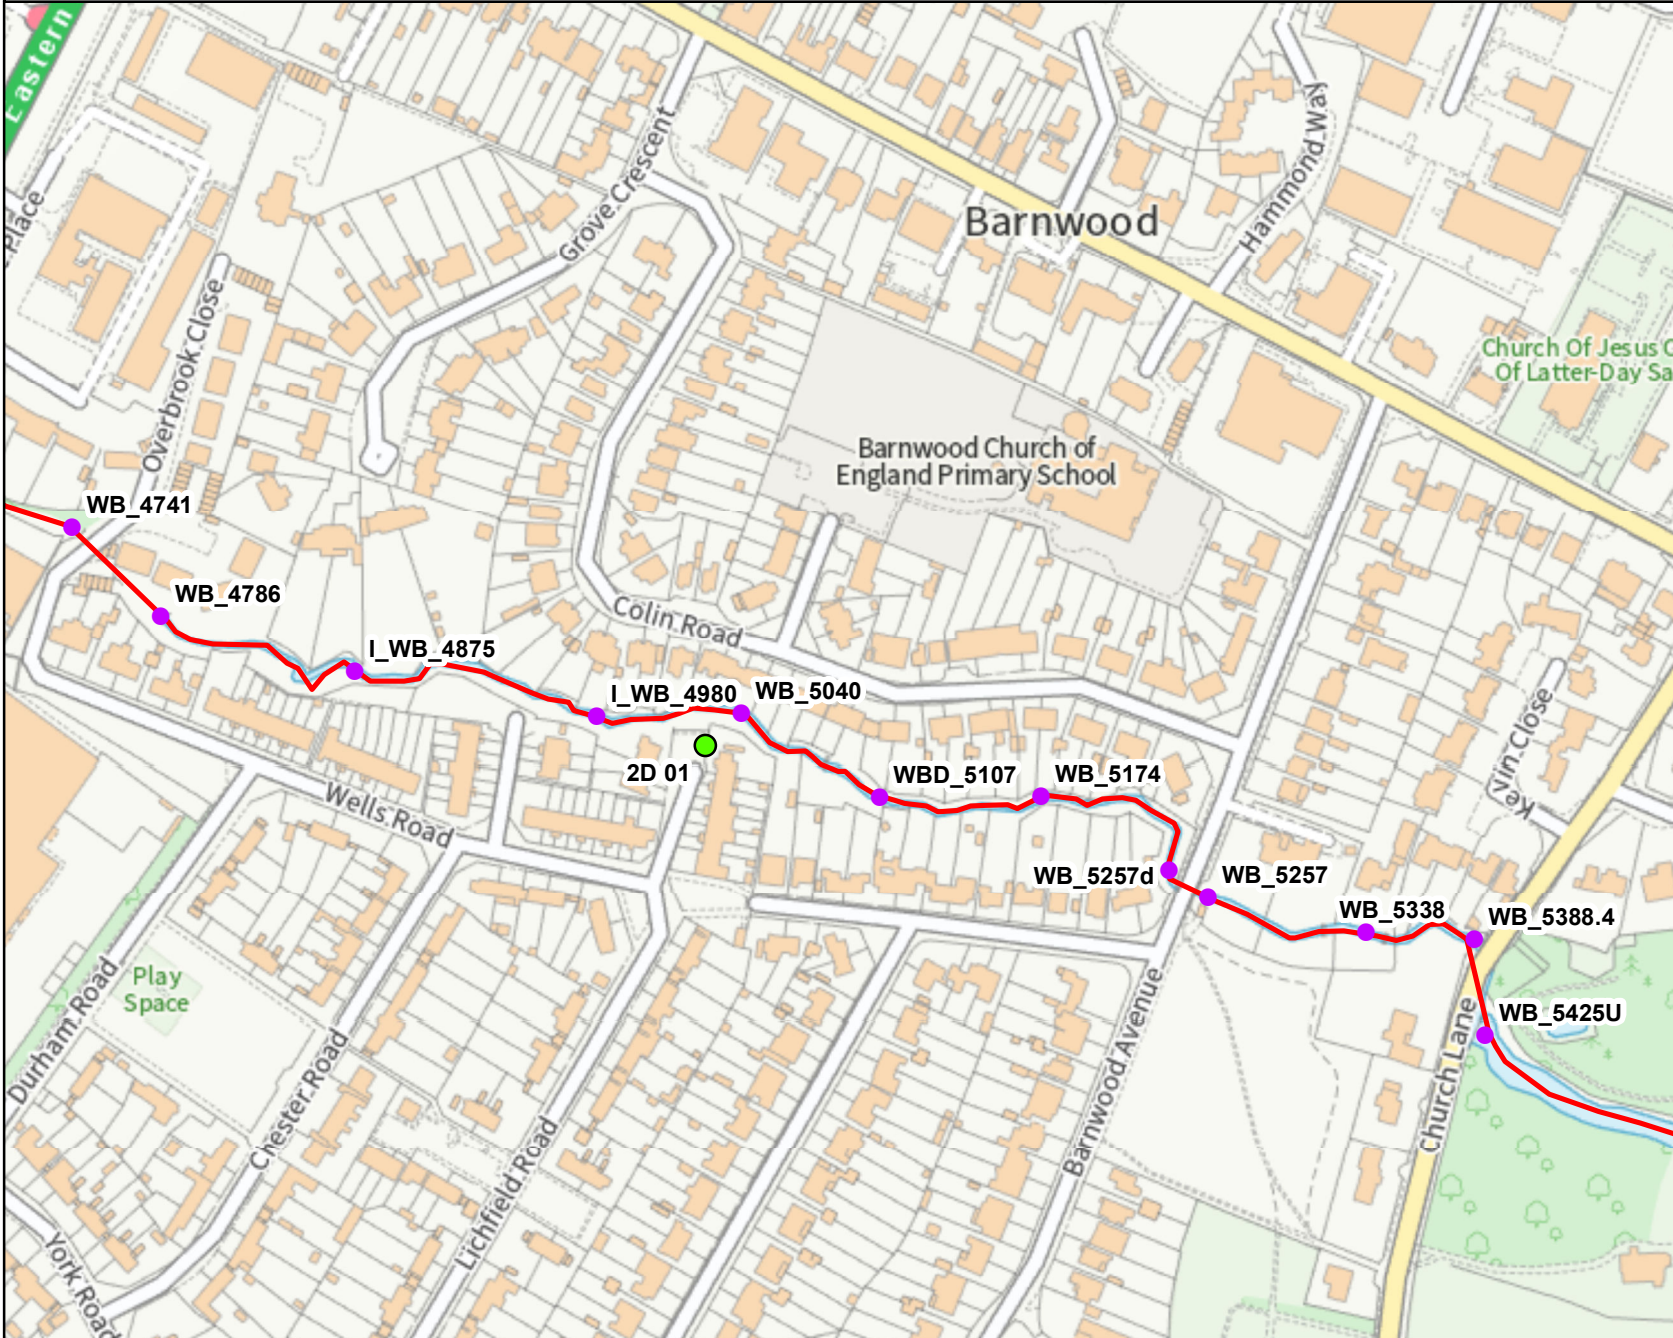 Eastern
Place
Grove Crescent
Hammond Way
Barnwood
Overbrook Close
Church Of Jesus C
Of Latter-Day Sa
Barnwood Church of
England Primary School
WB_4741
WB_4786
Colin Road
I_WB_4875
I_WB_4980
WB_5040
2D 01
WBD_5107
WB_5174
Kevin Close
Wells Road
WB_5257d
WB_5257
WB_5338
WB_5388.4
WB_5425U
Play
Space
Durham Road
Chester Road
Lichfield Road
Barnwood Avenue
Church Lane
York Road